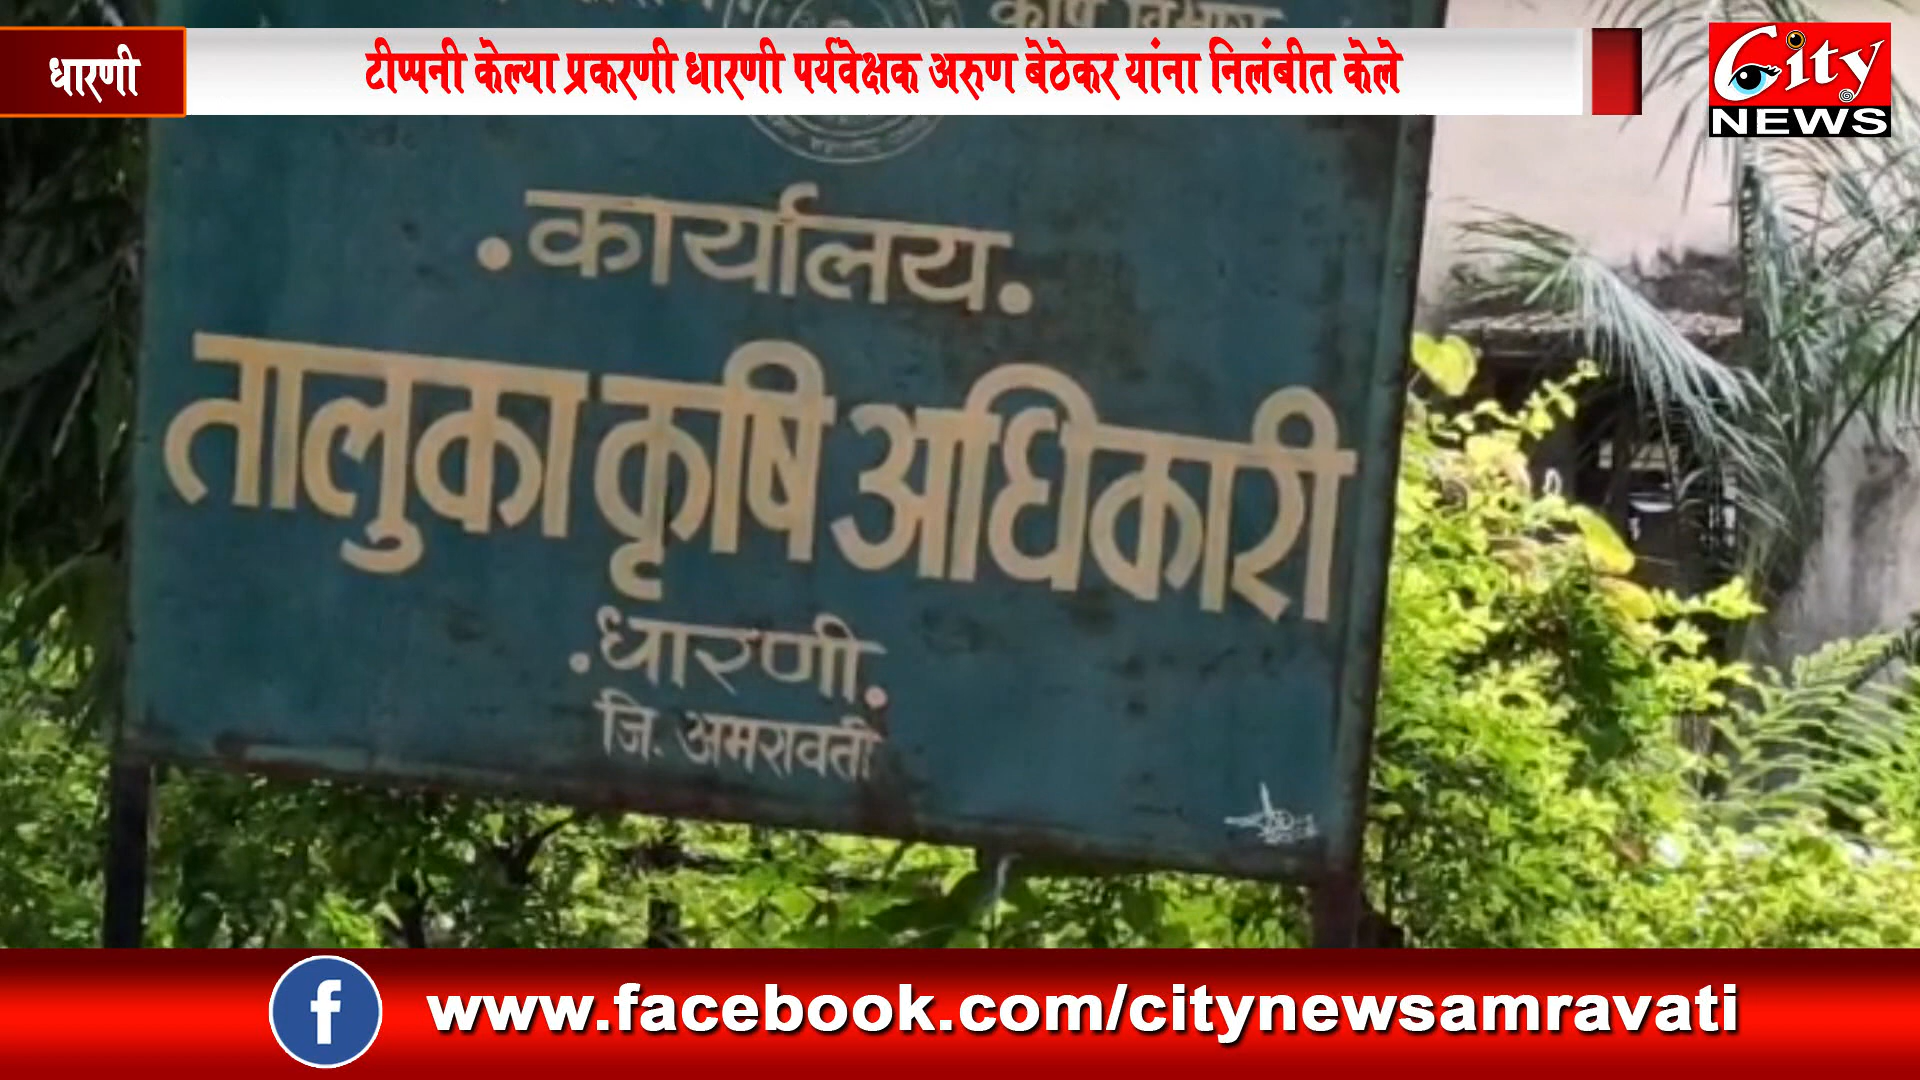 कृषि विभाग
धारणी
टीप्पनी केल्या प्रकरणी धारणी पर्यवेक्षक अरुण बेठेकर यांना निलंबीत केले
City
NEWS
.कार्यालय.
तालुका कृषि अधिकारी
.धारणी.
जि. अमरावती
www.facebook.com/citynewsamravati